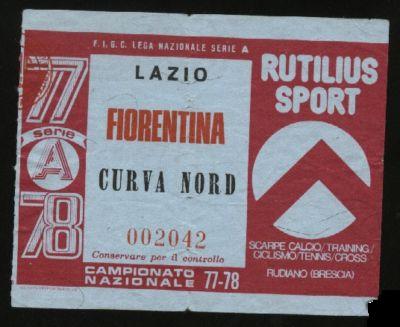 F.I.G.C. LEGA NAZIONALE SERIE A
77
serie
A
78
LAZIO
FIORENTINA
CURVA NORD
002042
Conservare per il controllo
CAMPIONATO
NAZIONALE 77-78
RUTILIUS
SPORT
SCARPE CALCIO/TRAINING/
CICLISMO/TENNIS/CROSS
RUDIANO (BRESCIA)